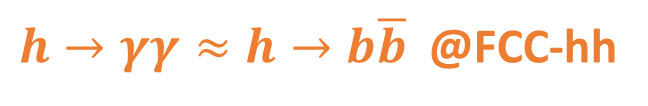 h → γγ ≈ h → bb̅ @FCC-hh